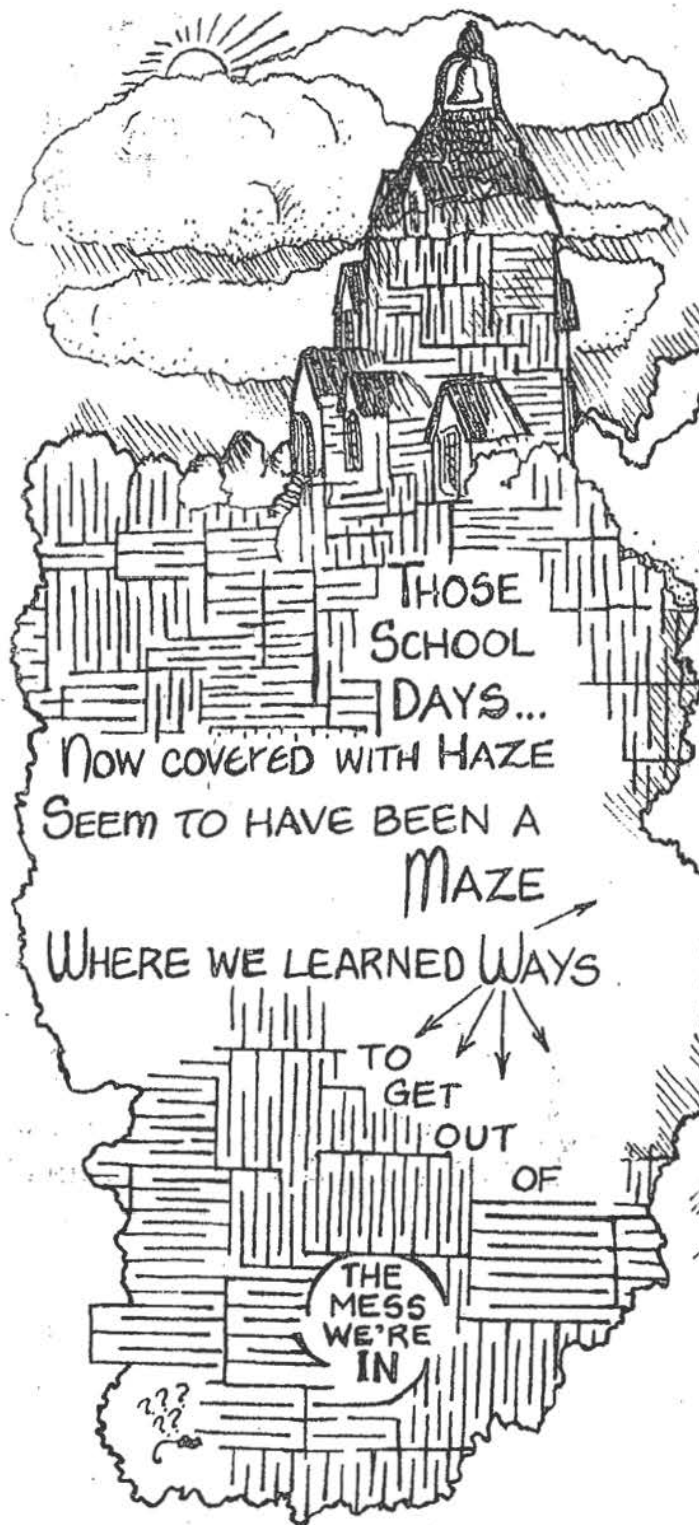 THOSE
SCHOOL
DAYS...
NOW COVERED WITH HAZE
SEEM TO HAVE BEEN A
MAZE
WHERE WE LEARNED WAYS
TO
GET
OUT
OF
THE
MESS
WE'RE
IN
???
??